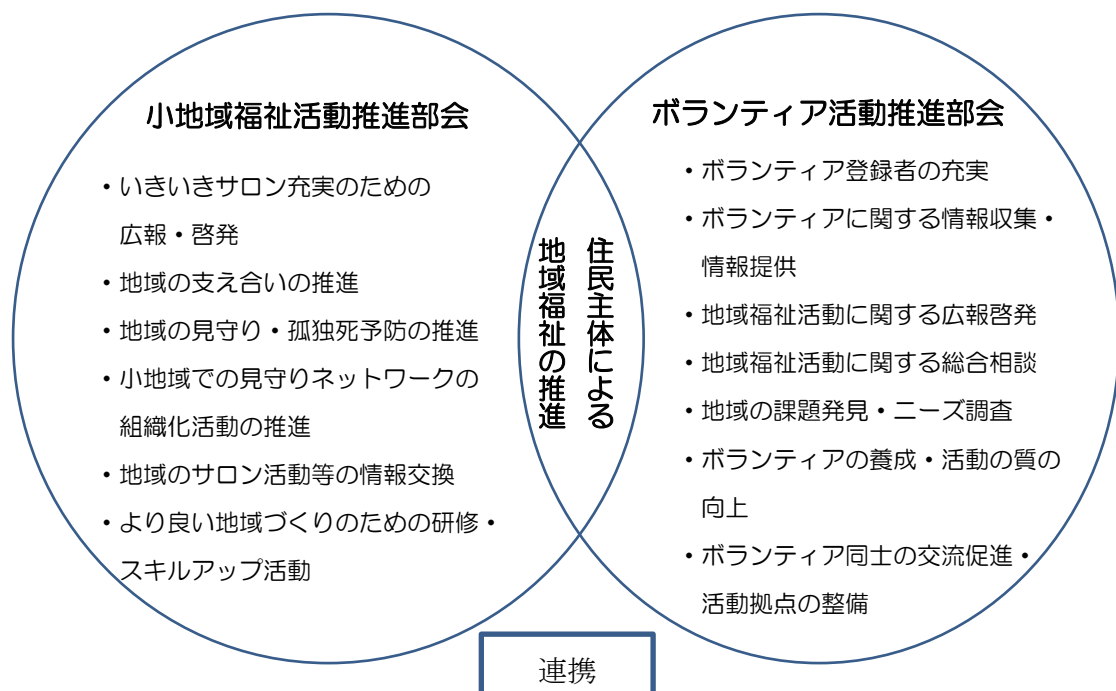 小地域福祉活動推進部会
・いきいきサロン充実のための
広報・啓発
・地域の支え合いの推進
・地域の見守り・孤独死予防の推進
・小地域での見守りネットワークの
組織化活動の推進
・地域のサロン活動等の情報交換
・より良い地域づくりのための研修・
スキルアップ活動
住民主体による
地域福祉の推進
ボランティア活動推進部会
・ボランティア登録者の充実
・ボランティアに関する情報収集・
情報提供
・地域福祉活動に関する広報啓発
・地域福祉活動に関する総合相談
・地域の課題発見・ニーズ調査
・ボランティアの養成・活動の質の
向上
・ボランティア同士の交流促進・
活動拠点の整備
連携